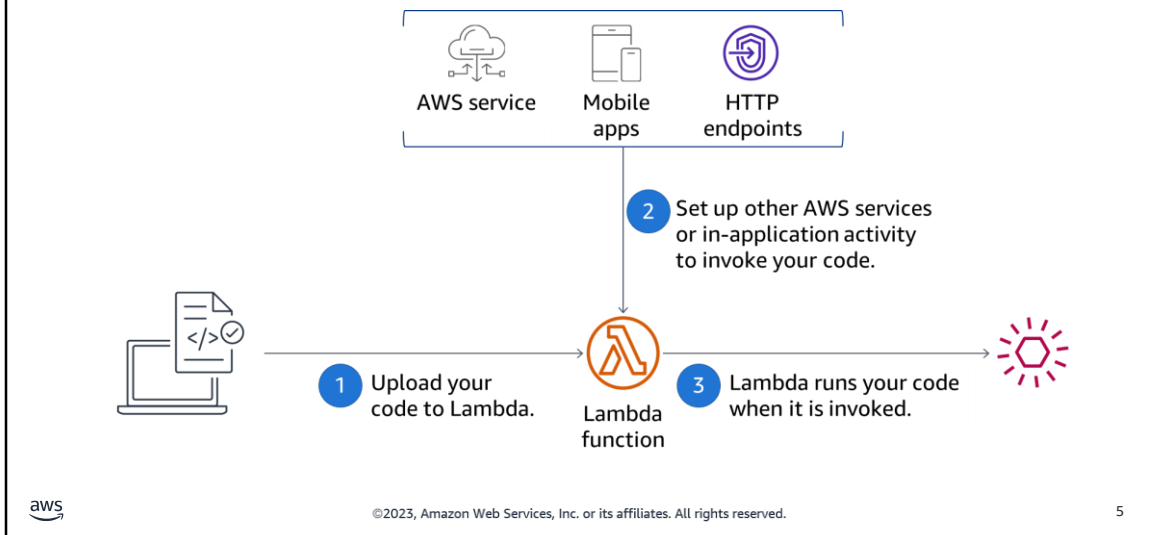 AWS service
Mobile
apps
HTTP
endpoints
2
Set up other AWS services
or in-application activity
to invoke your code.
</>
1
Upload your
code to Lambda.
Lambda
function
3
Lambda runs your code
when it is invoked.
aws
©2023, Amazon Web Services, Inc. or its affiliates. All rights reserved.
5